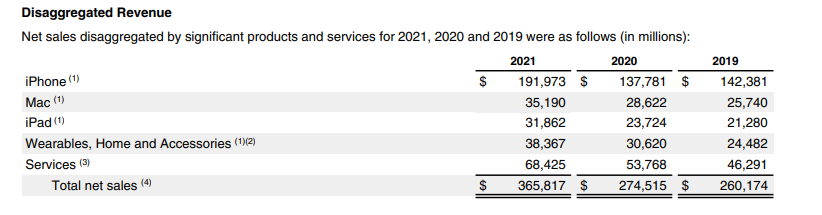 Disaggregated Revenue
Net sales disaggregated by significant products and services for 2021, 2020 and 2019 were as follows (in millions):
2021 2020 2019
iPhone (1) $ 191,973 $ 137,781 $ 142,381
Mac (1) 35,190 28,622 25,740
iPad (1) 31,862 23,724 21,280
Wearables, Home and Accessories (1)(2) 38,367 30,620 24,482
Services (3) 68,425 53,768 46,291
Total net sales (4) $ 365,817 $ 274,515 $ 260,174